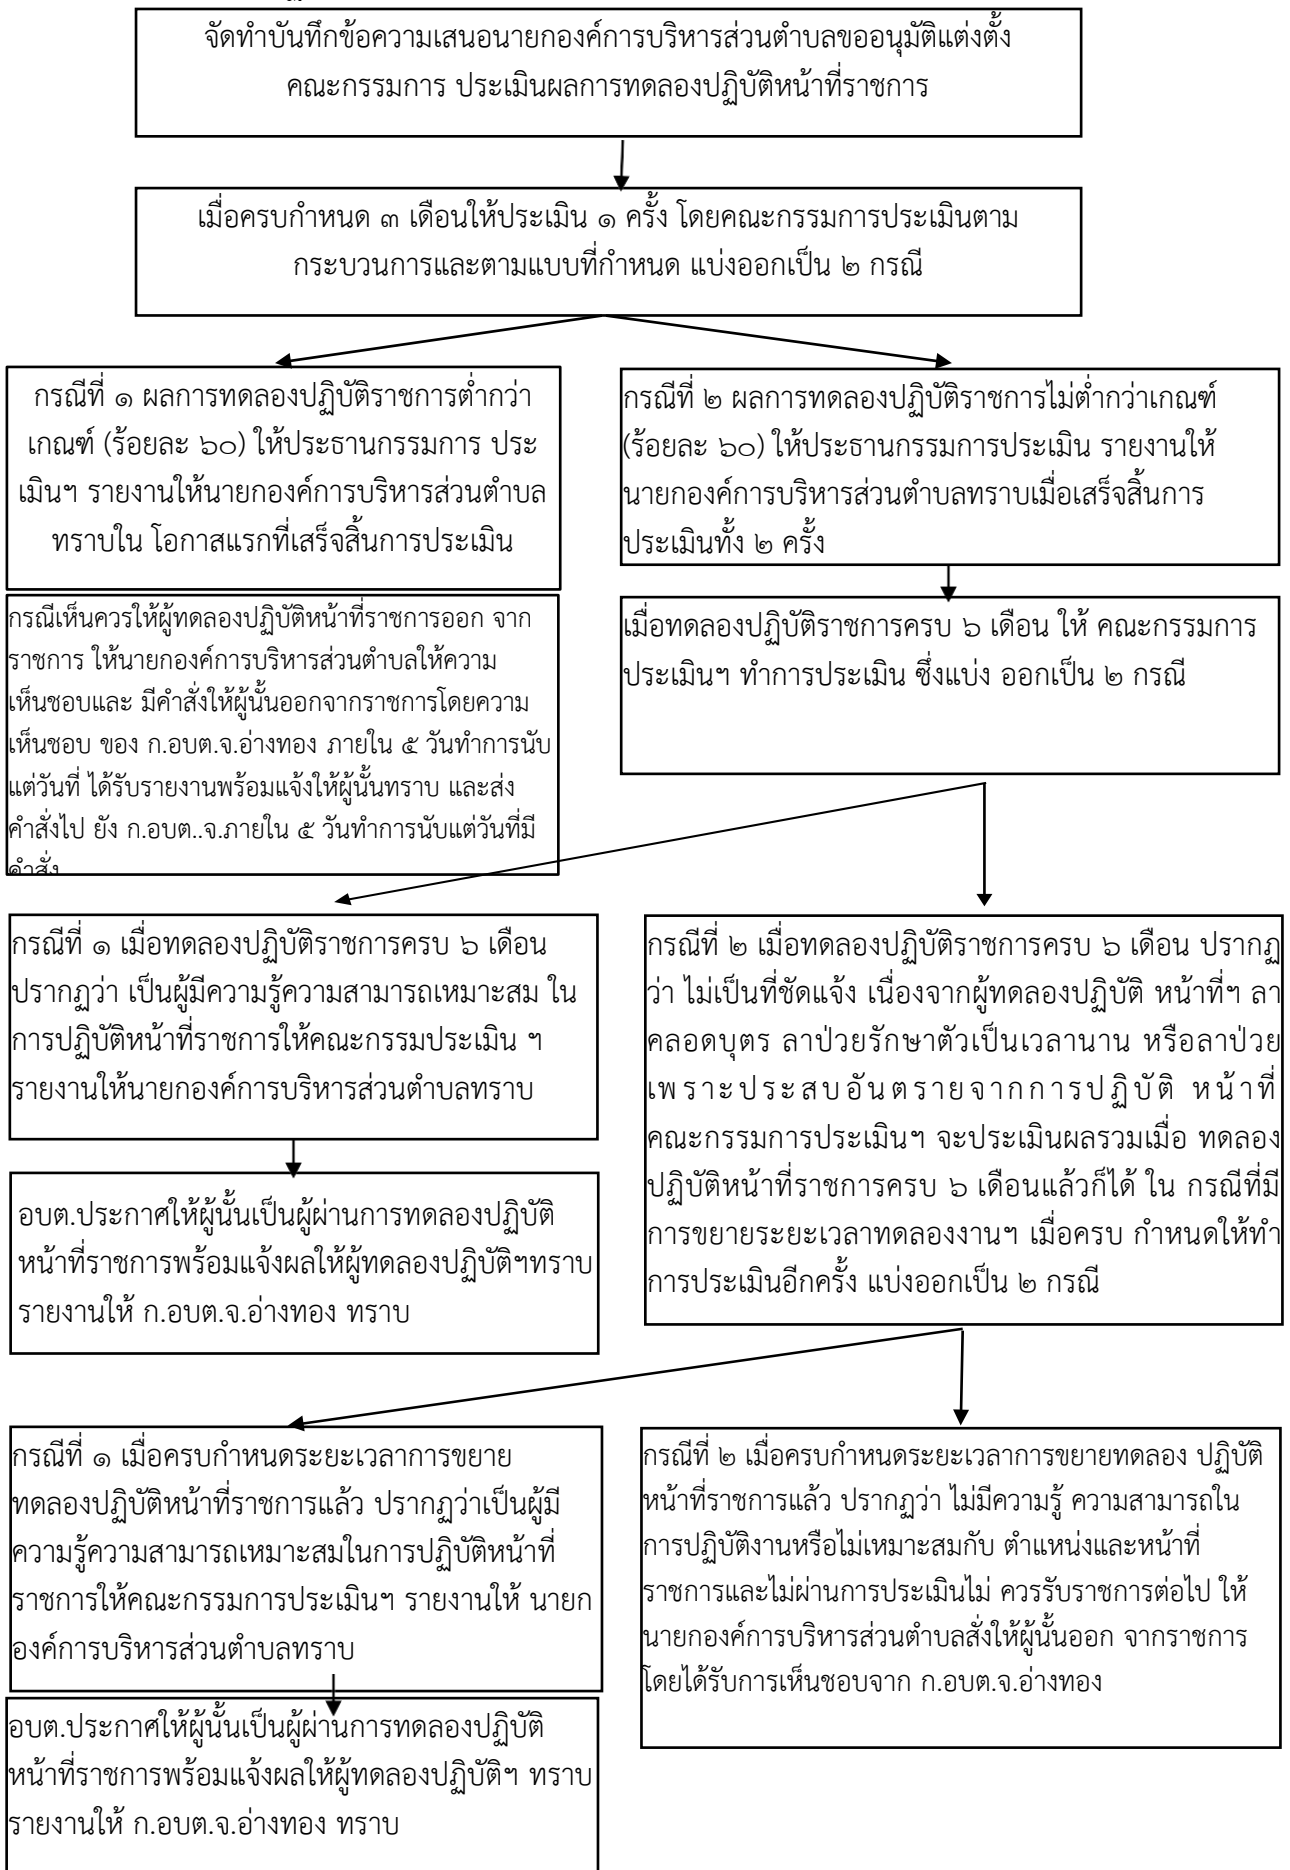 จัดทำบันทึกข้อความเสนอนายกองค์การบริหารส่วนตำบลขออนุมัติแต่งตั้ง
คณะกรรมการ ประเมินผลการทดลองปฏิบัติหน้าที่ราชการ
เมื่อครบกำหนด ๓ เดือนให้ประเมิน ๑ ครั้ง โดยคณะกรรมการประเมินตาม
กระบวนการและตามแบบที่กำหนด แบ่งออกเป็น ๒ กรณี
กรณีที่ ๑ ผลการทดลองปฏิบัติราชการต่ำกว่า
เกณฑ์ (ร้อยละ ๖๐) ให้ประธานกรรมการ ประ
เมินฯ รายงานให้นายกองค์การบริหารส่วนตำบล
ทราบใน โอกาสแรกที่เสร็จสิ้นการประเมิน
กรณีที่ ๒ ผลการทดลองปฏิบัติราชการไม่ต่ำกว่าเกณฑ์
(ร้อยละ ๖๐) ให้ประธานกรรมการประเมิน รายงานให้
นายกองค์การบริหารส่วนตำบลทราบเมื่อเสร็จสิ้นการ
ประเมินทั้ง ๒ ครั้ง
กรณีเห็นควรให้ผู้ทดลองปฏิบัติหน้าที่ราชการออก จาก
ราชการ ให้นายกองค์การบริหารส่วนตำบลให้ความ
เห็นชอบและ มีคำสั่งให้ผู้นั้นออกจากราชการโดยความ
เห็นชอบ ของ ก.อบต.จ.อ่างทอง ภายใน ๕ วันทำการนับ
แต่วันที่ ได้รับรายงานพร้อมแจ้งให้ผู้นั้นทราบ และส่ง
คำสั่งไป ยัง ก.อบต..จ.ภายใน ๕ วันทำการนับแต่วันที่มี
คำสั่ง
เมื่อทดลองปฏิบัติราชการครบ ๖ เดือน ให้ คณะกรรมการ
ประเมินฯ ทำการประเมิน ซึ่งแบ่ง ออกเป็น ๒ กรณี
กรณีที่ ๑ เมื่อทดลองปฏิบัติราชการครบ ๖ เดือน
ปรากฏว่า เป็นผู้มีความรู้ความสามารถเหมาะสม ใน
การปฏิบัติหน้าที่ราชการให้คณะกรรมประเมิน ฯ
รายงานให้นายกองค์การบริหารส่วนตำบลทราบ
กรณีที่ ๒ เมื่อทดลองปฏิบัติราชการครบ ๖ เดือน ปรากฏ
ว่า ไม่เป็นที่ชัดแจ้ง เนื่องจากผู้ทดลองปฏิบัติ หน้าที่ฯ ลา
คลอดบุตร ลาป่วยรักษาตัวเป็นเวลานาน หรือลาป่วย
เพราะประสบอันตรายจากการปฏิบัติ หน้าที่
คณะกรรมการประเมินฯ จะประเมินผลรวมเมื่อ ทดลอง
ปฏิบัติหน้าที่ราชการครบ ๖ เดือนแล้วก็ได้ ใน กรณีที่มี
การขยายระยะเวลาทดลองงานฯ เมื่อครบ กำหนดให้ทำ
การประเมินอีกครั้ง แบ่งออกเป็น ๒ กรณี
อบต.ประกาศให้ผู้นั้นเป็นผู้ผ่านการทดลองปฏิบัติ
หน้าที่ราชการพร้อมแจ้งผลให้ผู้ทดลองปฏิบัติฯทราบ
รายงานให้ ก.อบต.จ.อ่างทอง ทราบ
กรณีที่ ๑ เมื่อครบกำหนดระยะเวลาการขยาย
ทดลองปฏิบัติหน้าที่ราชการแล้ว ปรากฏว่าเป็นผู้มี
ความรู้ความสามารถเหมาะสมในการปฏิบัติหน้าที่
ราชการให้คณะกรรมการประเมินฯ รายงานให้ นายก
องค์การบริหารส่วนตำบลทราบ
กรณีที่ ๒ เมื่อครบกำหนดระยะเวลาการขยายทดลอง ปฏิบัติ
หน้าที่ราชการแล้ว ปรากฏว่า ไม่มีความรู้ ความสามารถใน
การปฏิบัติงานหรือไม่เหมาะสมกับ ตำแหน่งและหน้าที่
ราชการและไม่ผ่านการประเมินไม่ ควรรับราชการต่อไป ให้
นายกองค์การบริหารส่วนตำบลสั่งให้ผู้นั้นออก จากราชการ
โดยได้รับการเห็นชอบจาก ก.อบต.จ.อ่างทอง
อบต.ประกาศให้ผู้นั้นเป็นผู้ผ่านการทดลองปฏิบัติ
หน้าที่ราชการพร้อมแจ้งผลให้ผู้ทดลองปฏิบัติฯ ทราบ
รายงานให้ ก.อบต.จ.อ่างทอง ทราบ